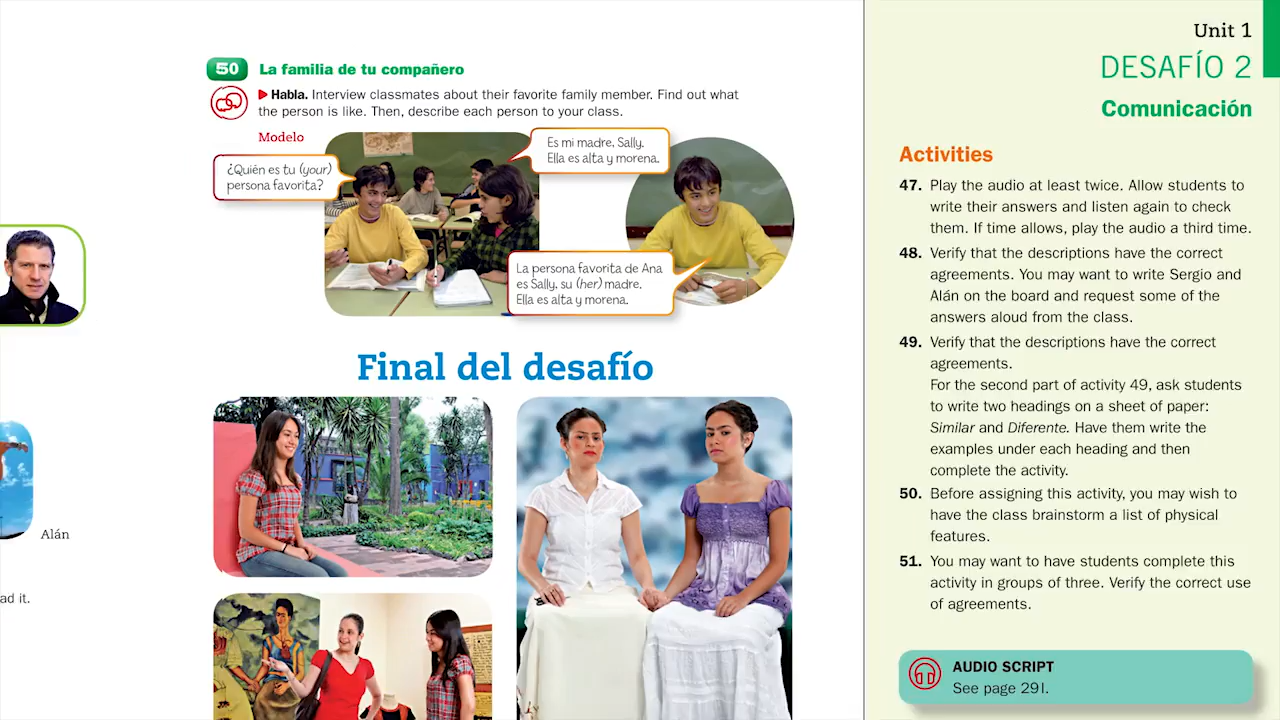 50 La familia de tu compañero
Habla. Interview classmates about their favorite family member. Find out what
the person is like. Then, describe each person to your class.
Modelo
¿Quién es tu (your)
persona favorita?
Es mi madre, Sally.
Ella es alta y morena.
La persona favorita de Ana
es Sally, su (her) madre.
Ella es alta y morena.
Final del desafío
Alán
ad it.
Unit 1
DESAFÍO 2
Comunicación
Activities
47. Play the audio at least twice. Allow students to
write their answers and listen again to check
them. If time allows, play the audio a third time.
48. Verify that the descriptions have the correct
agreements. You may want to write Sergio and
Alán on the board and request some of the
answers aloud from the class.
49. Verify that the descriptions have the correct
agreements.
For the second part of activity 49, ask students
to write two headings on a sheet of paper:
Similar and Diferente. Have them write the
examples under each heading and then
complete the activity.
50. Before assigning this activity, you may wish to
have the class brainstorm a list of physical
features.
51. You may want to have students complete this
activity in groups of three. Verify the correct use
of agreements.
AUDIO SCRIPT
See page 29I.